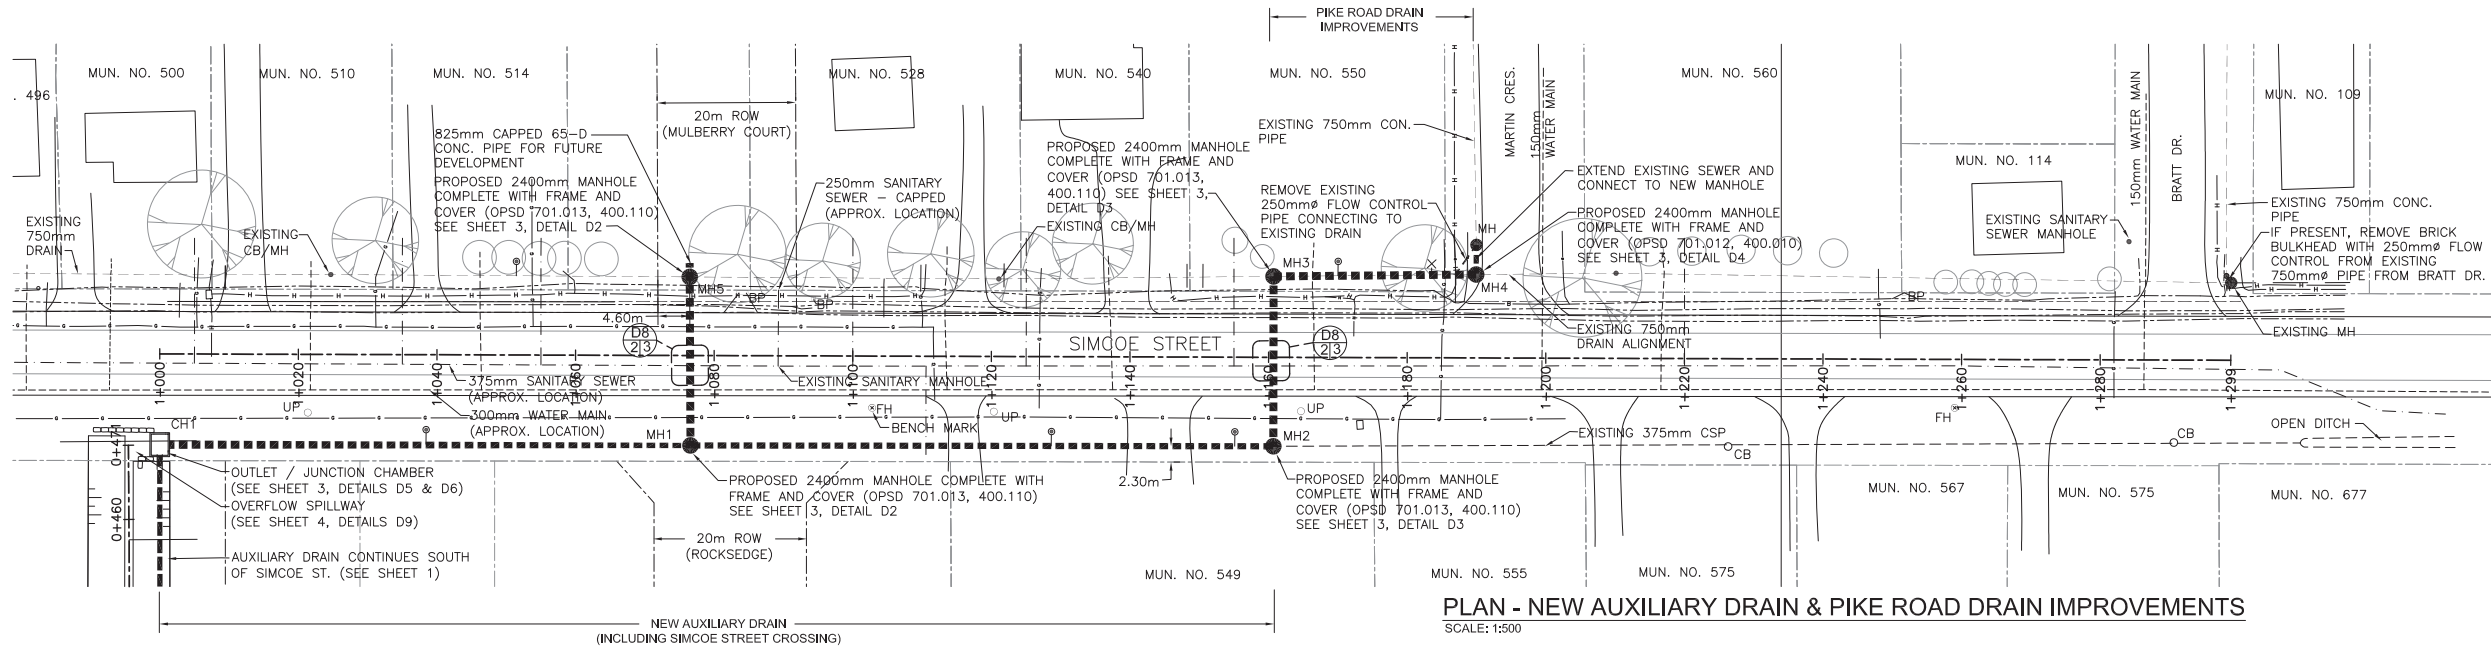 PIKE ROAD DRAIN
IMPROVEMENTS
MUN. NO. 500
MUN. NO. 510
MUN. NO. 514
MUN. NO. 528
MUN. NO. 540
MUN. NO. 550
MUN. NO. 560
MUN. NO. 109
. 496
MUN. NO. 114
MARTIN CRES.
150mm
WATER MAIN
150mm WATER MAIN
BRATT DR.
20m ROW
(MULBERRY COURT)
825mm CAPPED 65-D
CONC. PIPE FOR FUTURE
DEVELOPMENT
PROPOSED 2400mm MANHOLE
COMPLETE WITH FRAME AND
COVER (OPSD 701.013, 400.110)
SEE SHEET 3, DETAIL D2
250mm SANITARY
SEWER - CAPPED
(APPROX. LOCATION)
PROPOSED 2400mm MANHOLE
COMPLETE WITH FRAME AND
COVER (OPSD 701.013,
400.110) SEE SHEET 3,
DETAIL D3
EXISTING CB/MH
EXISTING 750mm CON.
PIPE
REMOVE EXISTING
250mmø FLOW CONTROL
PIPE CONNECTING TO
EXISTING DRAIN
EXTEND EXISTING SEWER AND
CONNECT TO NEW MANHOLE
PROPOSED 2400mm MANHOLE
COMPLETE WITH FRAME AND
COVER (OPSD 701.012, 400.010)
SEE SHEET 3, DETAIL D4
EXISTING SANITARY
SEWER MANHOLE
EXISTING 750mm CONC.
PIPE
IF PRESENT, REMOVE BRICK
BULKHEAD WITH 250mmø FLOW
CONTROL FROM EXISTING
750mmø PIPE FROM BRATT DR.
EXISTING MH
EXISTING
750mm
DRAIN
EXISTING
CB/MH
MH5
BP
BP
MH3
MH
MH4
BP
4.60m
D8
2 3
D8
2 3
SIMCOE STREET
EXISTING 750mm
DRAIN ALIGNMENT
1+000
1+020
1+040
1+060
1+080
1+100
1+120
1+140
1+160
1+180
1+200
1+220
1+240
1+260
1+280
1+299
375mm SANITARY SEWER
(APPROX. LOCATION)
300mm WATER MAIN
(APPROX. LOCATION)
EXISTING SANITARY MANHOLE
UP
FH
BENCH MARK
UP
UP
FH
CH1
MH1
MH2
EXISTING 375mm CSP
CB
CB
OPEN DITCH
0+471
0+460
OUTLET / JUNCTION CHAMBER
(SEE SHEET 3, DETAILS D5 & D6)
OVERFLOW SPILLWAY
(SEE SHEET 4, DETAILS D9)
AUXILIARY DRAIN CONTINUES SOUTH
OF SIMCOE ST. (SEE SHEET 1)
PROPOSED 2400mm MANHOLE COMPLETE WITH
FRAME AND COVER (OPSD 701.013, 400.110)
SEE SHEET 3, DETAIL D2
2.30m
PROPOSED 2400mm MANHOLE
COMPLETE WITH FRAME AND
COVER (OPSD 701.013, 400.110)
SEE SHEET 3, DETAIL D3
20m ROW
(ROCKSEDGE)
MUN. NO. 549
MUN. NO. 555
MUN. NO. 575
MUN. NO. 567
MUN. NO. 575
MUN. NO. 677
NEW AUXILIARY DRAIN
(INCLUDING SIMCOE STREET CROSSING)
PLAN - NEW AUXILIARY DRAIN & PIKE ROAD DRAIN IMPROVEMENTS
SCALE: 1:500